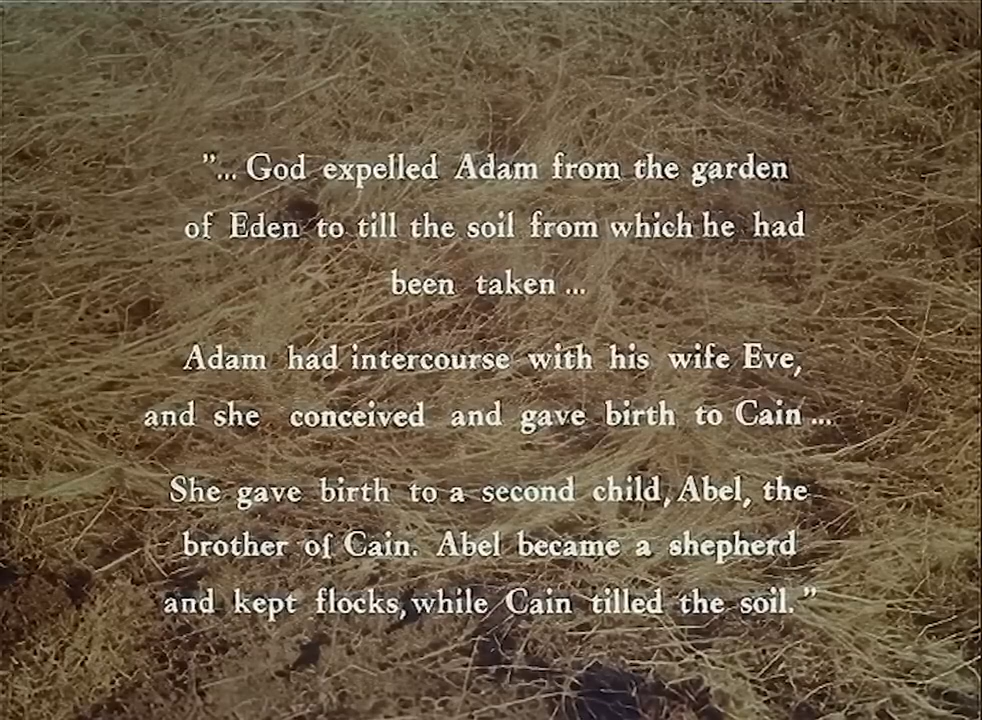 ”... God expelled Adam from the garden
of Eden to till the soil from which he had
been taken ...
Adam had intercourse with his wife Eve,
and she conceived and gave birth to Cain ...
She gave birth to a second child, Abel, the
brother of Cain. Abel became a shepherd
and kept flocks, while Cain tilled the soil.”